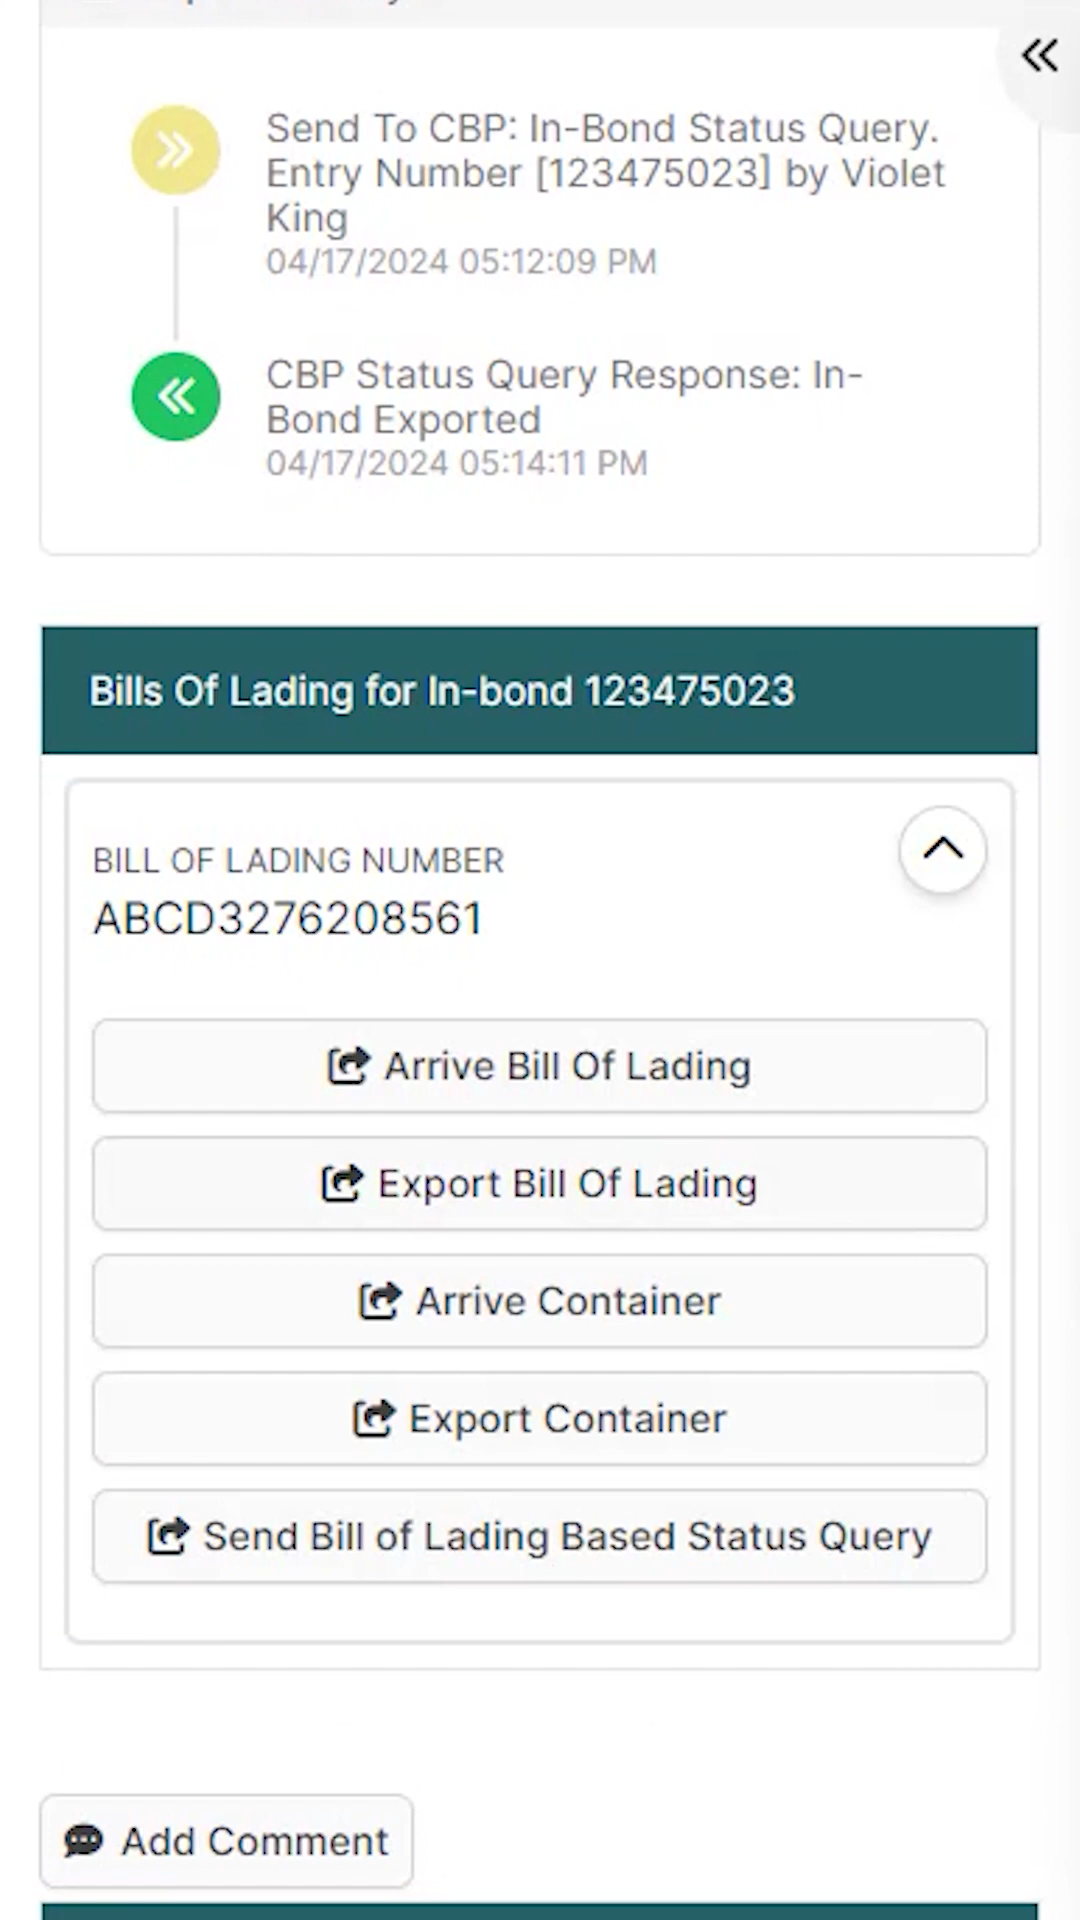 Send To CBP: In-Bond Status Query.
Entry Number [123475023] by Violet
King
04/17/2024 05:12:09 PM
CBP Status Query Response: In-
Bond Exported
04/17/2024 05:14:11 PM
Bills Of Lading for In-bond 123475023
BILL OF LADING NUMBER
ABCD3276208561
Arrive Bill Of Lading
Export Bill Of Lading
Arrive Container
Export Container
Send Bill of Lading Based Status Query
Add Comment